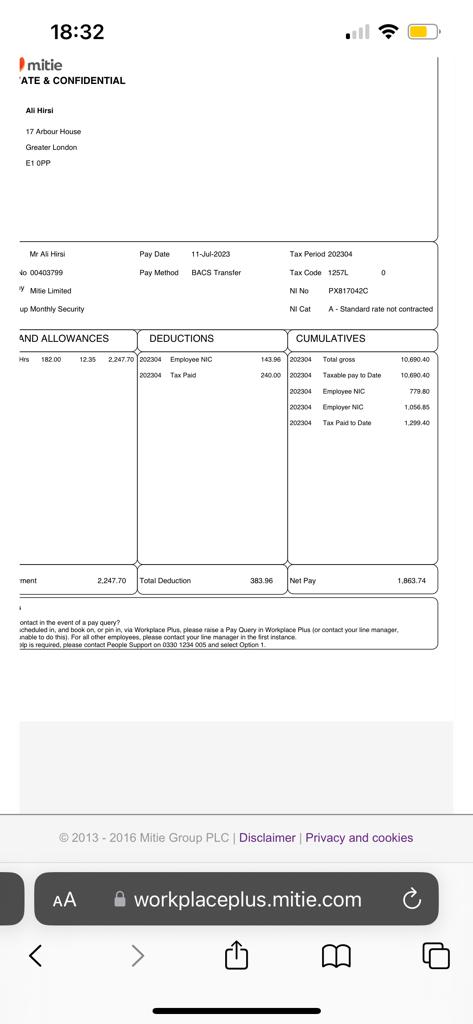 18:32
mitie
ATE & CONFIDENTIAL
Ali Hirsi
17 Arbour House
Greater London
E1 0PP
Mr Ali Hirsi Pay Date 11-Jul-2023 Tax Period 202304
No 00403799 Pay Method BACS Transfer Tax Code 1257L 0
Mitie Limited NI No PX817042C
up Monthly Security NI Cat A - Standard rate not contracted
AND ALLOWANCES DEDUCTIONS CUMULATIVES
Hrs 182.00 12.35 2,247.70 202304 Employee NIC 143.96 202304 Total gross 10,690.40
202304 Tax Paid 240.00 202304 Taxable pay to Date 10,690.40
202304 Employee NIC 779.80
202304 Employer NIC 1,056.85
202304 Tax Paid to Date 1,299.40
ment 2,247.70 Total Deduction 383.96 Net Pay 1,863.74
ontact in the event of a pay query?
scheduled in, and book on, or pin in, via Workplace Plus, please raise a Pay Query in Workplace Plus (or contact your line manager,
nable to do this). For all other employees, please contact your line manager in the first instance.
elp is required, please contact People Support on 0330 1234 005 and select Option 1.
© 2013 - 2016 Mitie Group PLC | Disclaimer | Privacy and cookies
AA workplaceplus.mitie.com